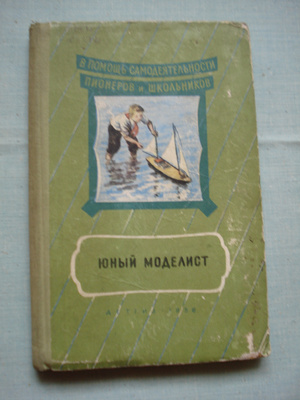 В ПОМОЩЬ САМОДЕЯТЕЛЬНОСТИ
ПИОНЕРОВ и ШКОЛЬНИКОВ
ЮНЫЙ МОДЕЛИСТ